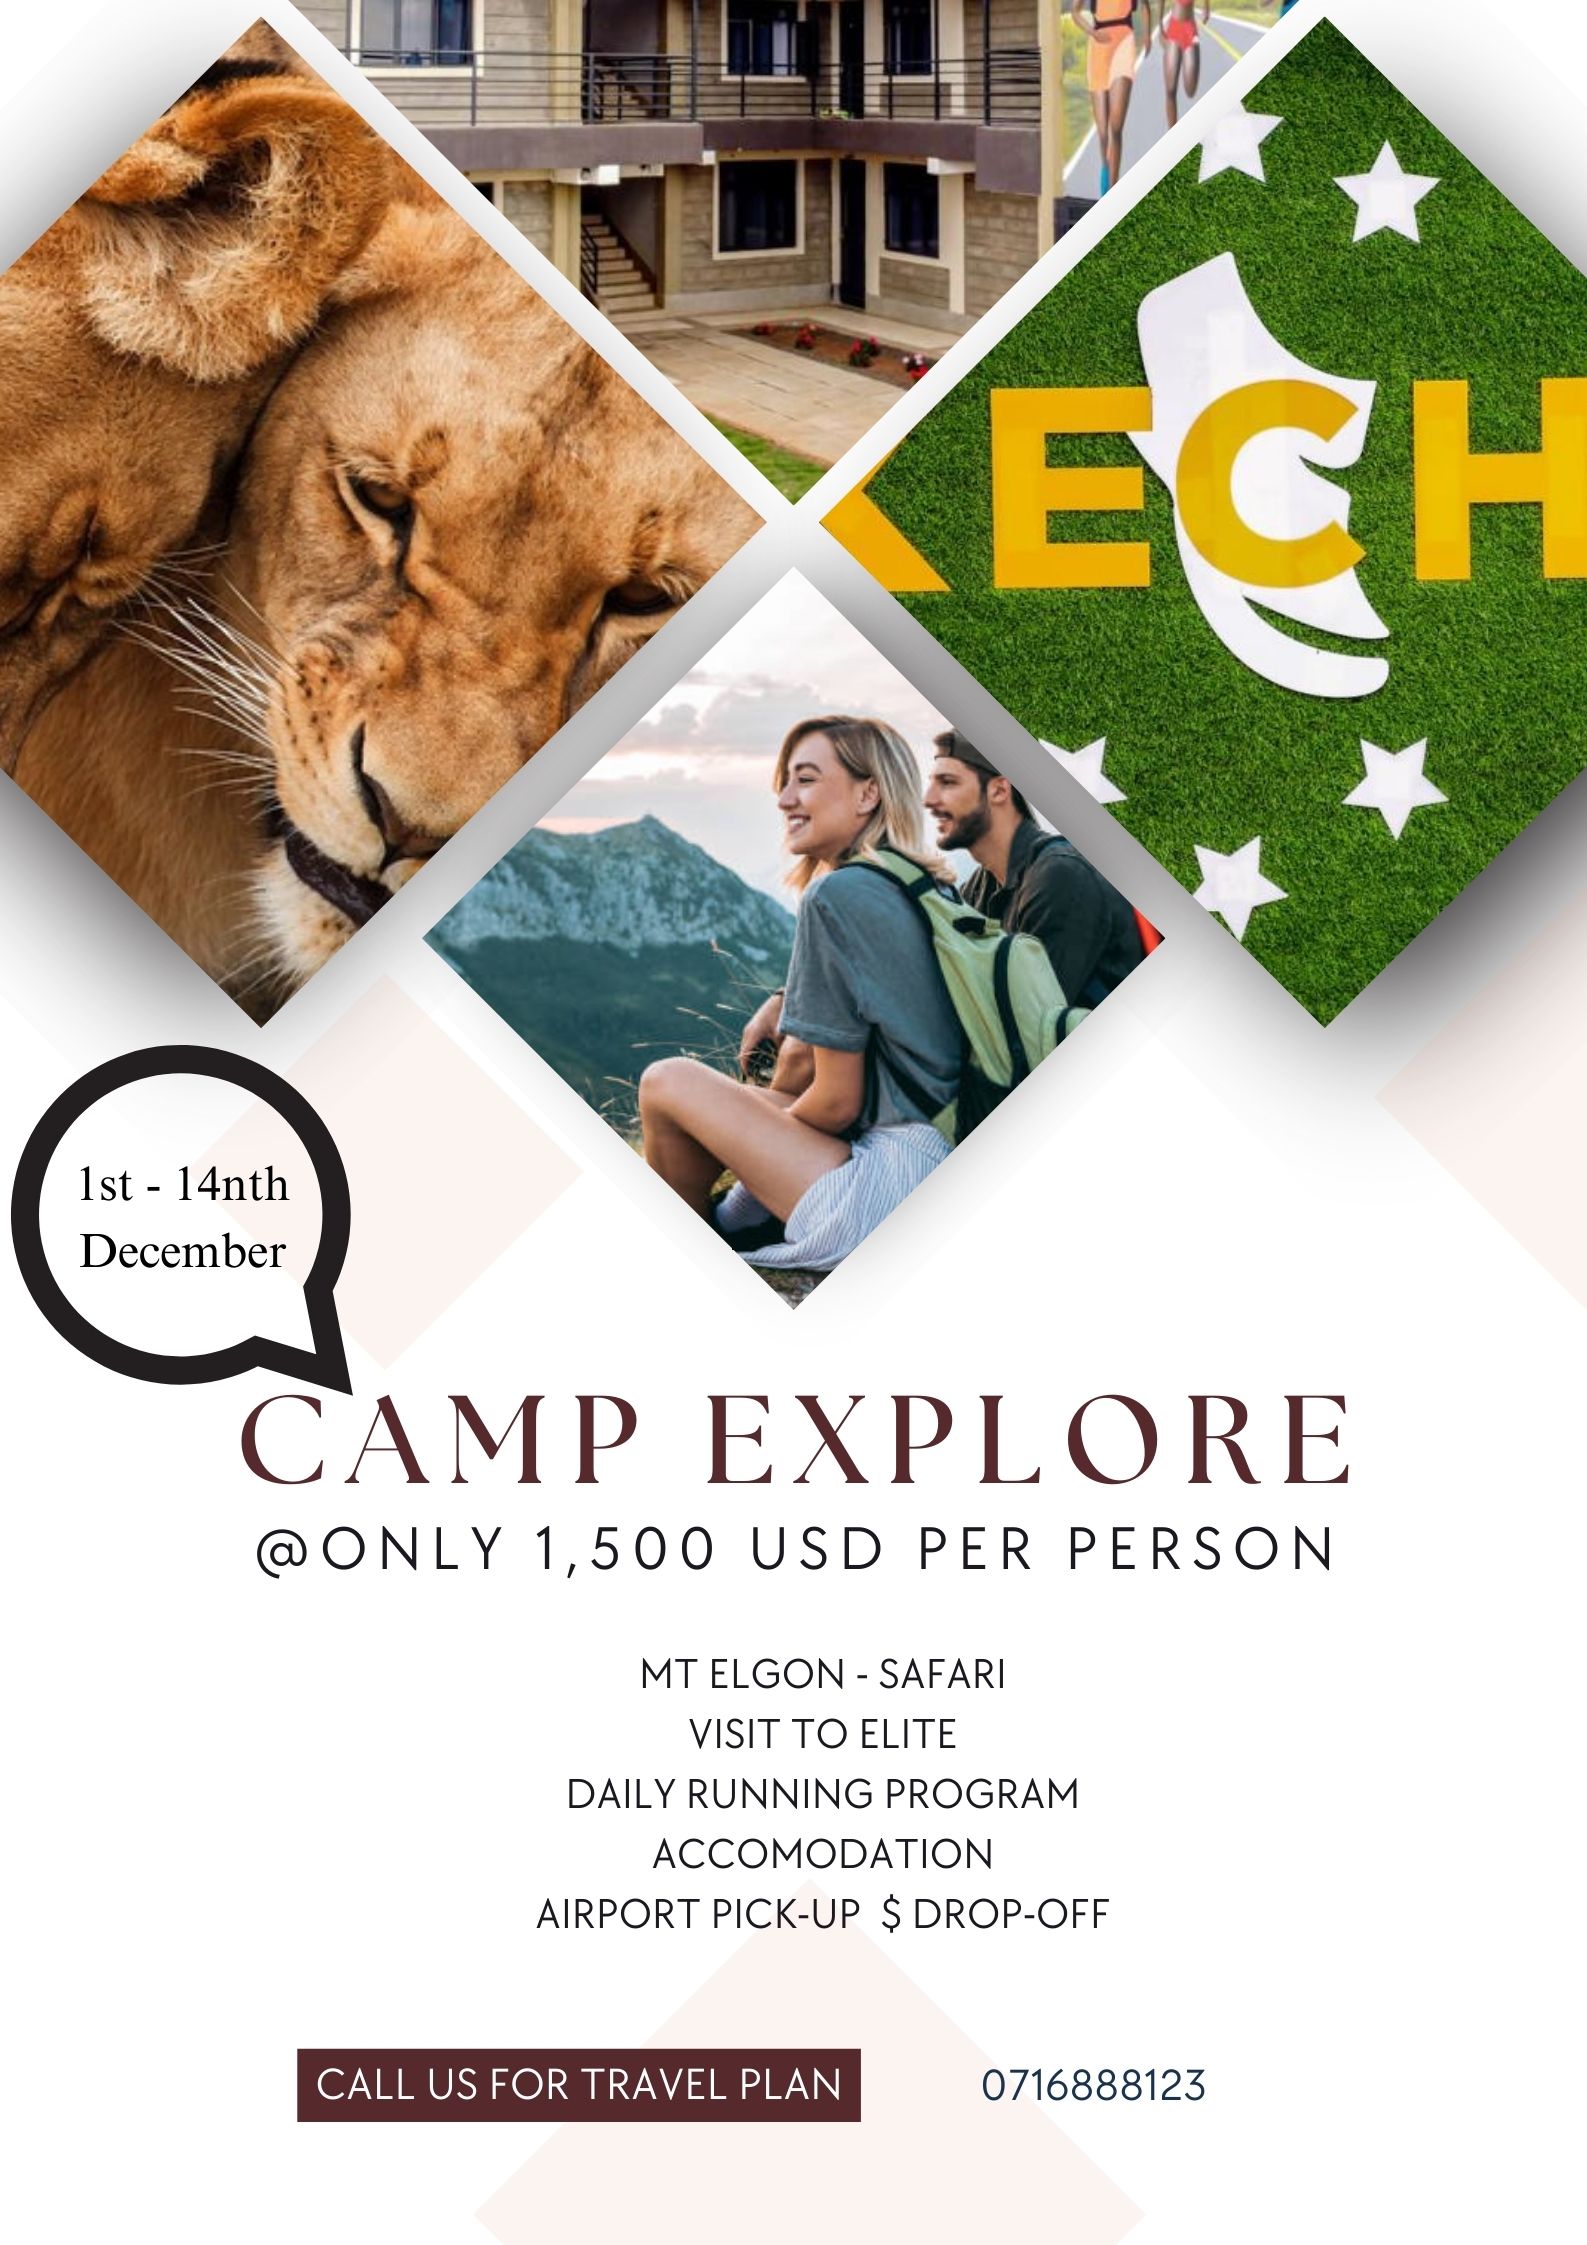 KECH
1st - 14nth
December
CAMP EXPLORE
@ONLY 1,500 USD PER PERSON
MT ELGON - SAFARI
VISIT TO ELITE
DAILY RUNNING PROGRAM
ACCOMODATION
AIRPORT PICK-UP $ DROP-OFF
CALL US FOR TRAVEL PLAN
0716888123